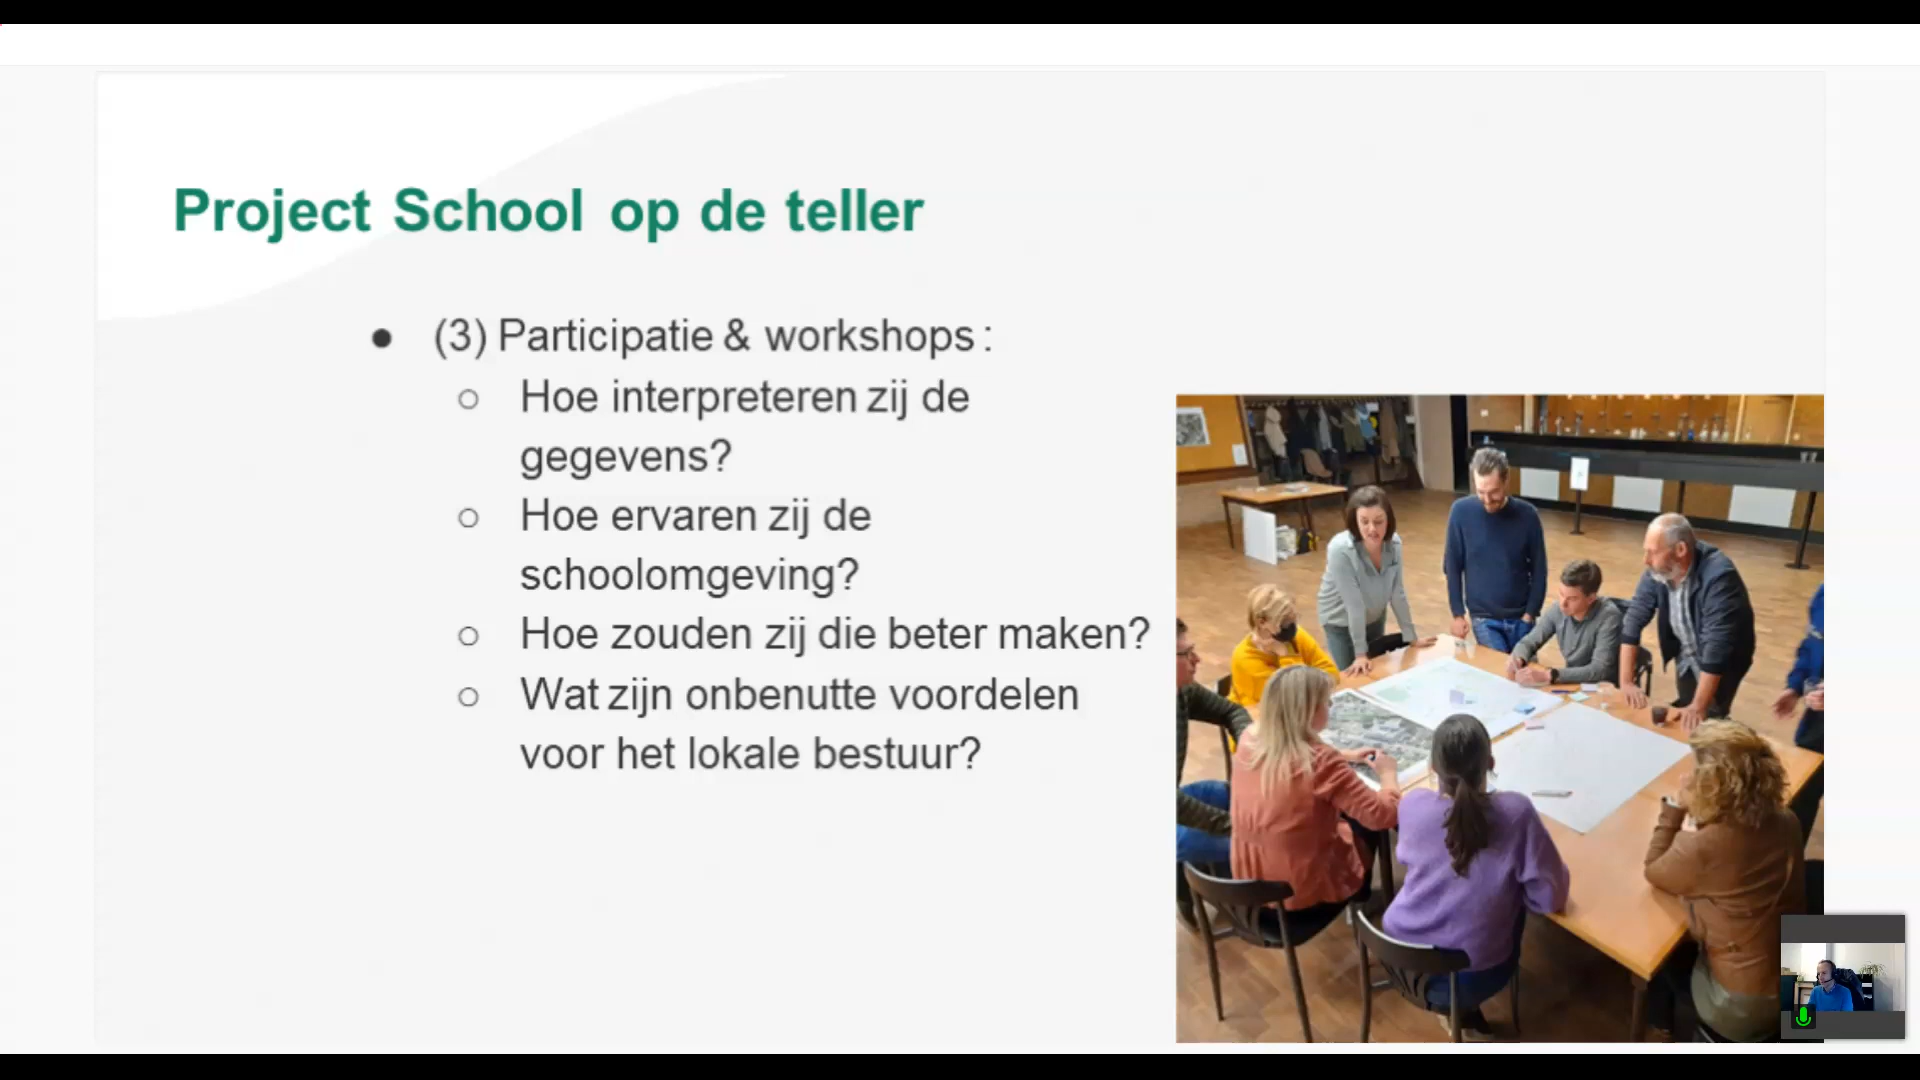 Project School op de teller
● (3) Participatie & workshops :
○ Hoe interpreteren zij de
gegevens?
○ Hoe ervaren zij de
schoolomgeving?
○ Hoe zouden zij die beter maken?
○ Wat zijn onbenutte voordelen
voor het lokale bestuur?